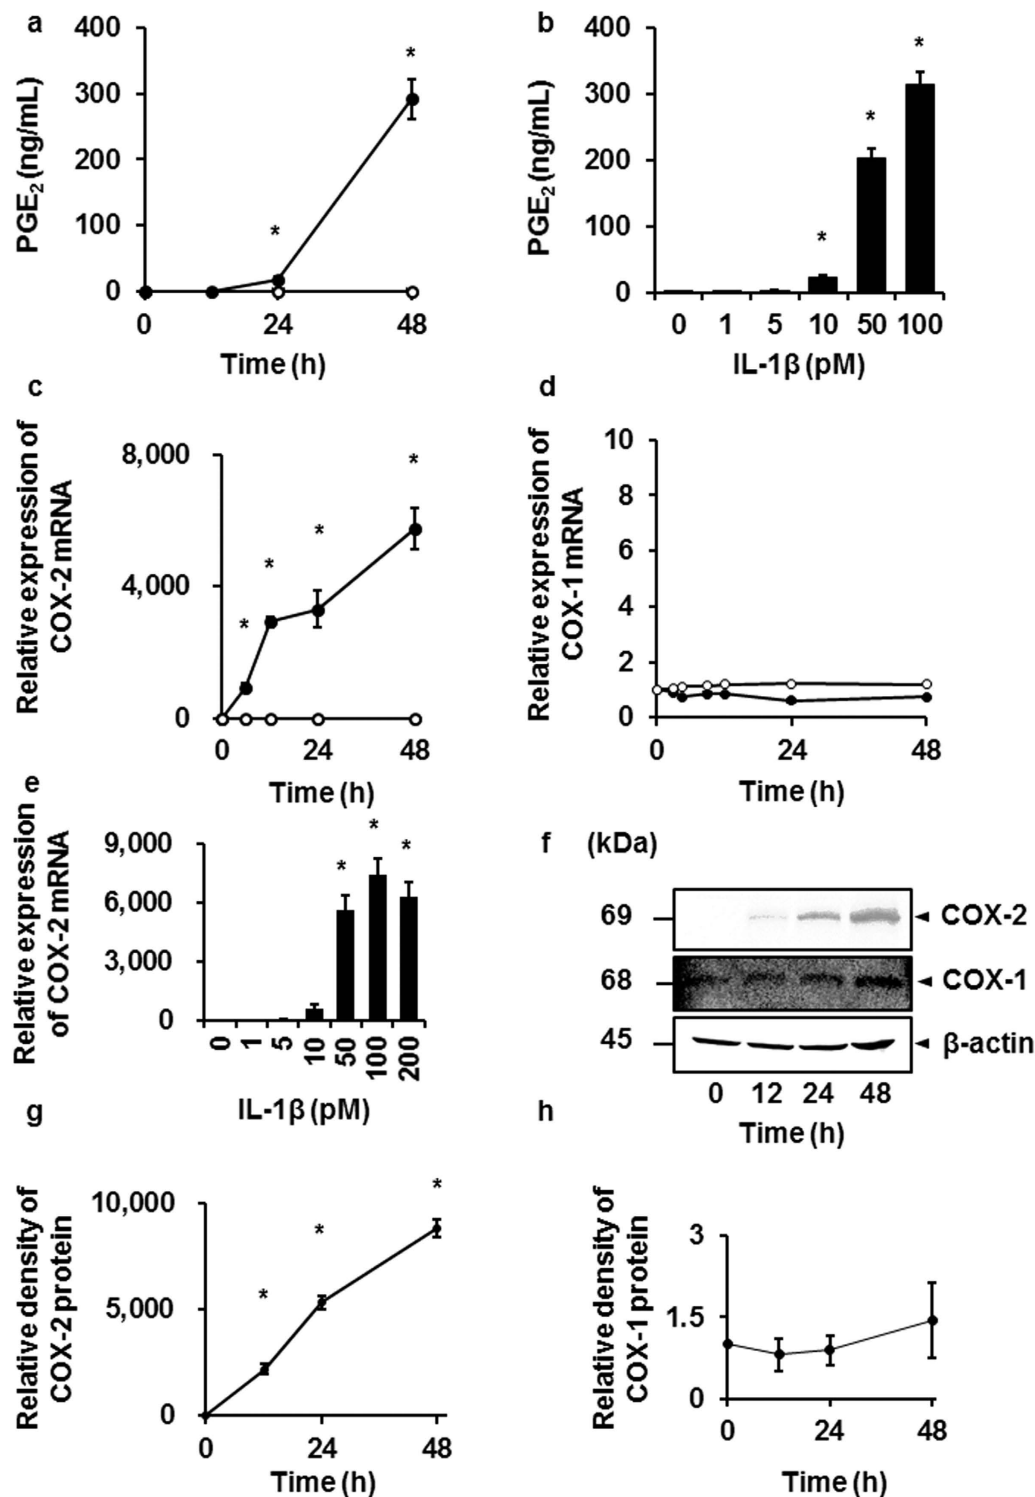 a
PGE2 (ng/mL)
400
300
200
100
0
*
*
0 24 48
Time (h)
b
PGE2 (ng/mL)
400
300
200
100
0
*
*
*
0 1 5 10 50 100
IL-1β (pM)
c
Relative expression of
COX-2 mRNA
8,000
4,000
0
*
*
*
*
0 24 48
Time (h)
d
Relative expression of
COX-1 mRNA
10
8
6
4
2
0
0 24 48
Time (h)
e
Relative expression
of COX-2 mRNA
9,000
6,000
3,000
0
*
*
*
0 1 5 10 50 100 200
IL-1β (pM)
f (kDa)
69 COX-2
68 COX-1
45 β-actin
0 12 24 48
Time (h)
g
Relative density of
COX-2 protein
10,000
5,000
0
*
*
*
0 24 48
Time (h)
h
Relative density of
COX-1 protein
3
1.5
0
0 24 48
Time (h)